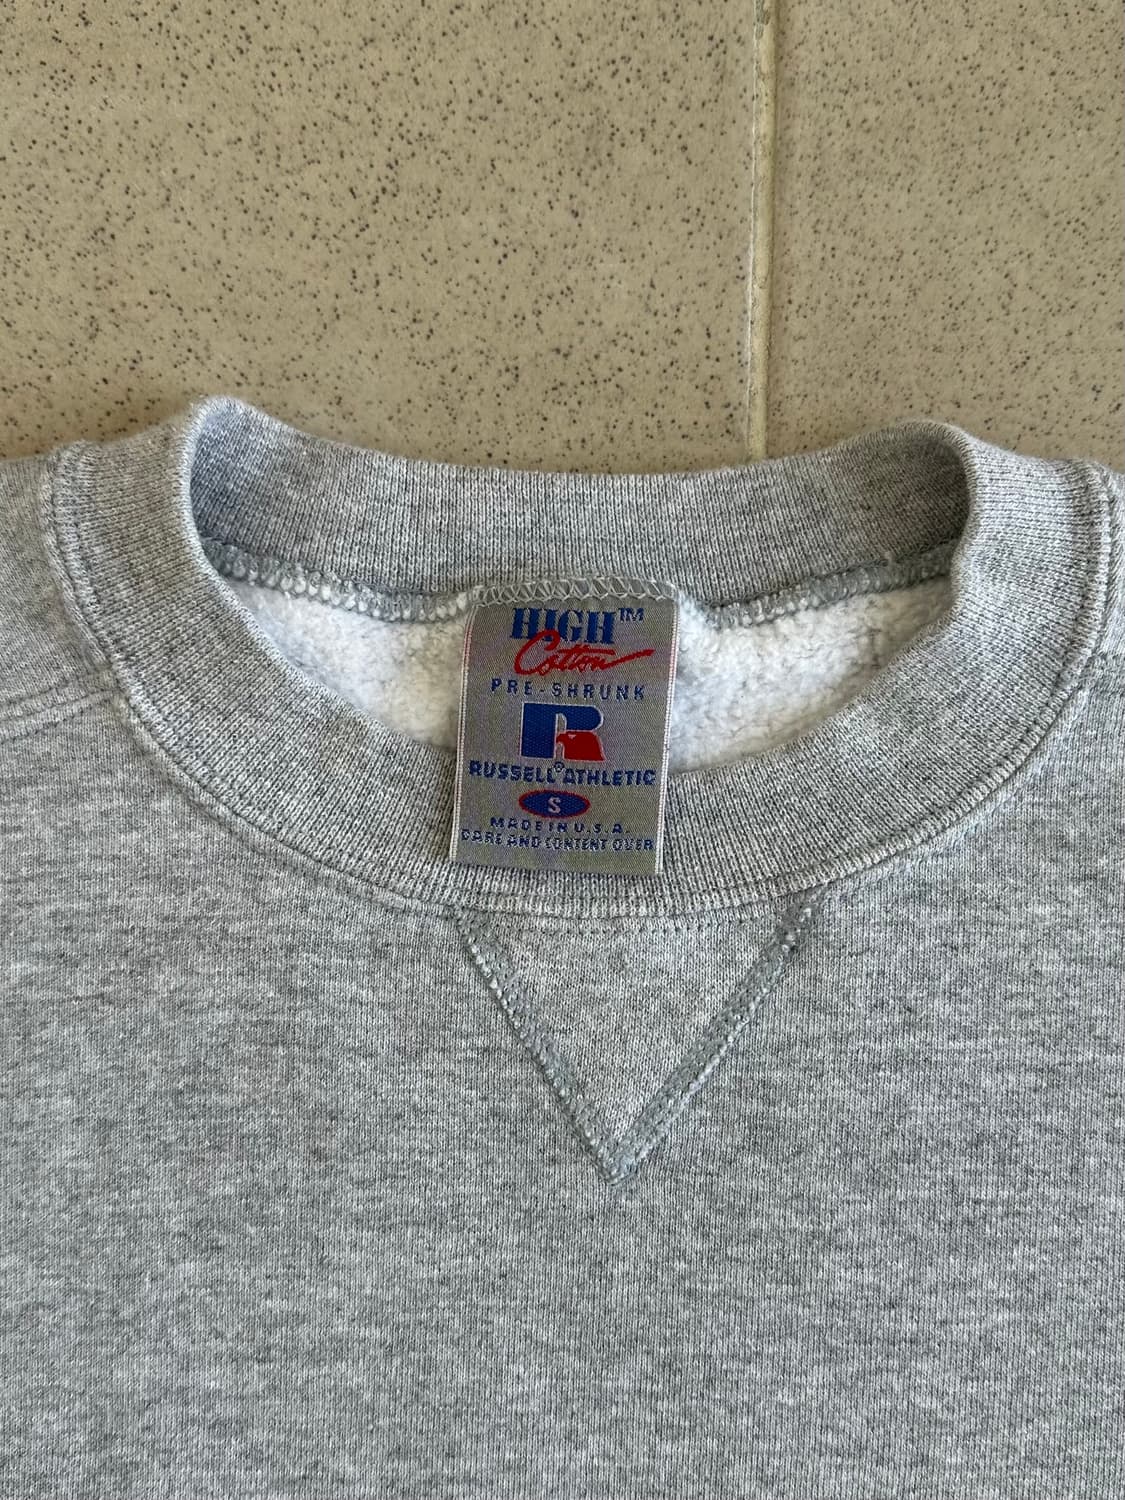 HIGH™
Cotton
PRE-SHRUNK
R
RUSSELL® ATHLETIC
S
MADE IN U.S.A.
CARE AND CONTENT OVER